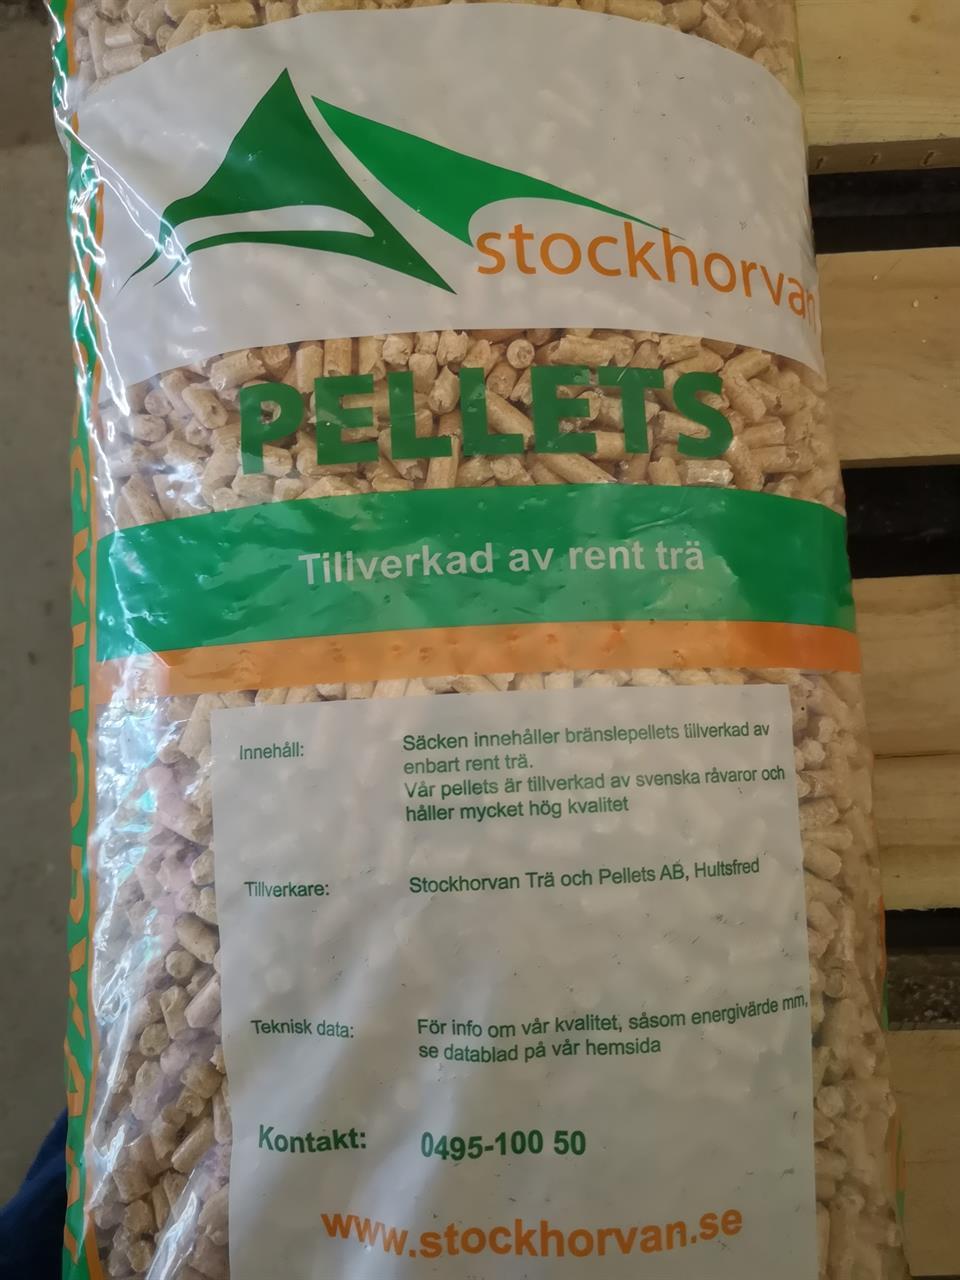 stockhorvan
PELLETS
Tillverkad av rent trä
Innehåll: Säcken innehåller bränslepellets tillverkad av
enbart rent trä.
Vår pellets är tillverkad av svenska råvaror och
håller mycket hög kvalitet
Tillverkare: Stockhorvan Trä och Pellets AB, Hultsfred
Teknisk data: För info om vår kvalitet, såsom energivärde mm,
se datablad på vår hemsida
Kontakt: 0495-100 50
www.stockhorvan.se